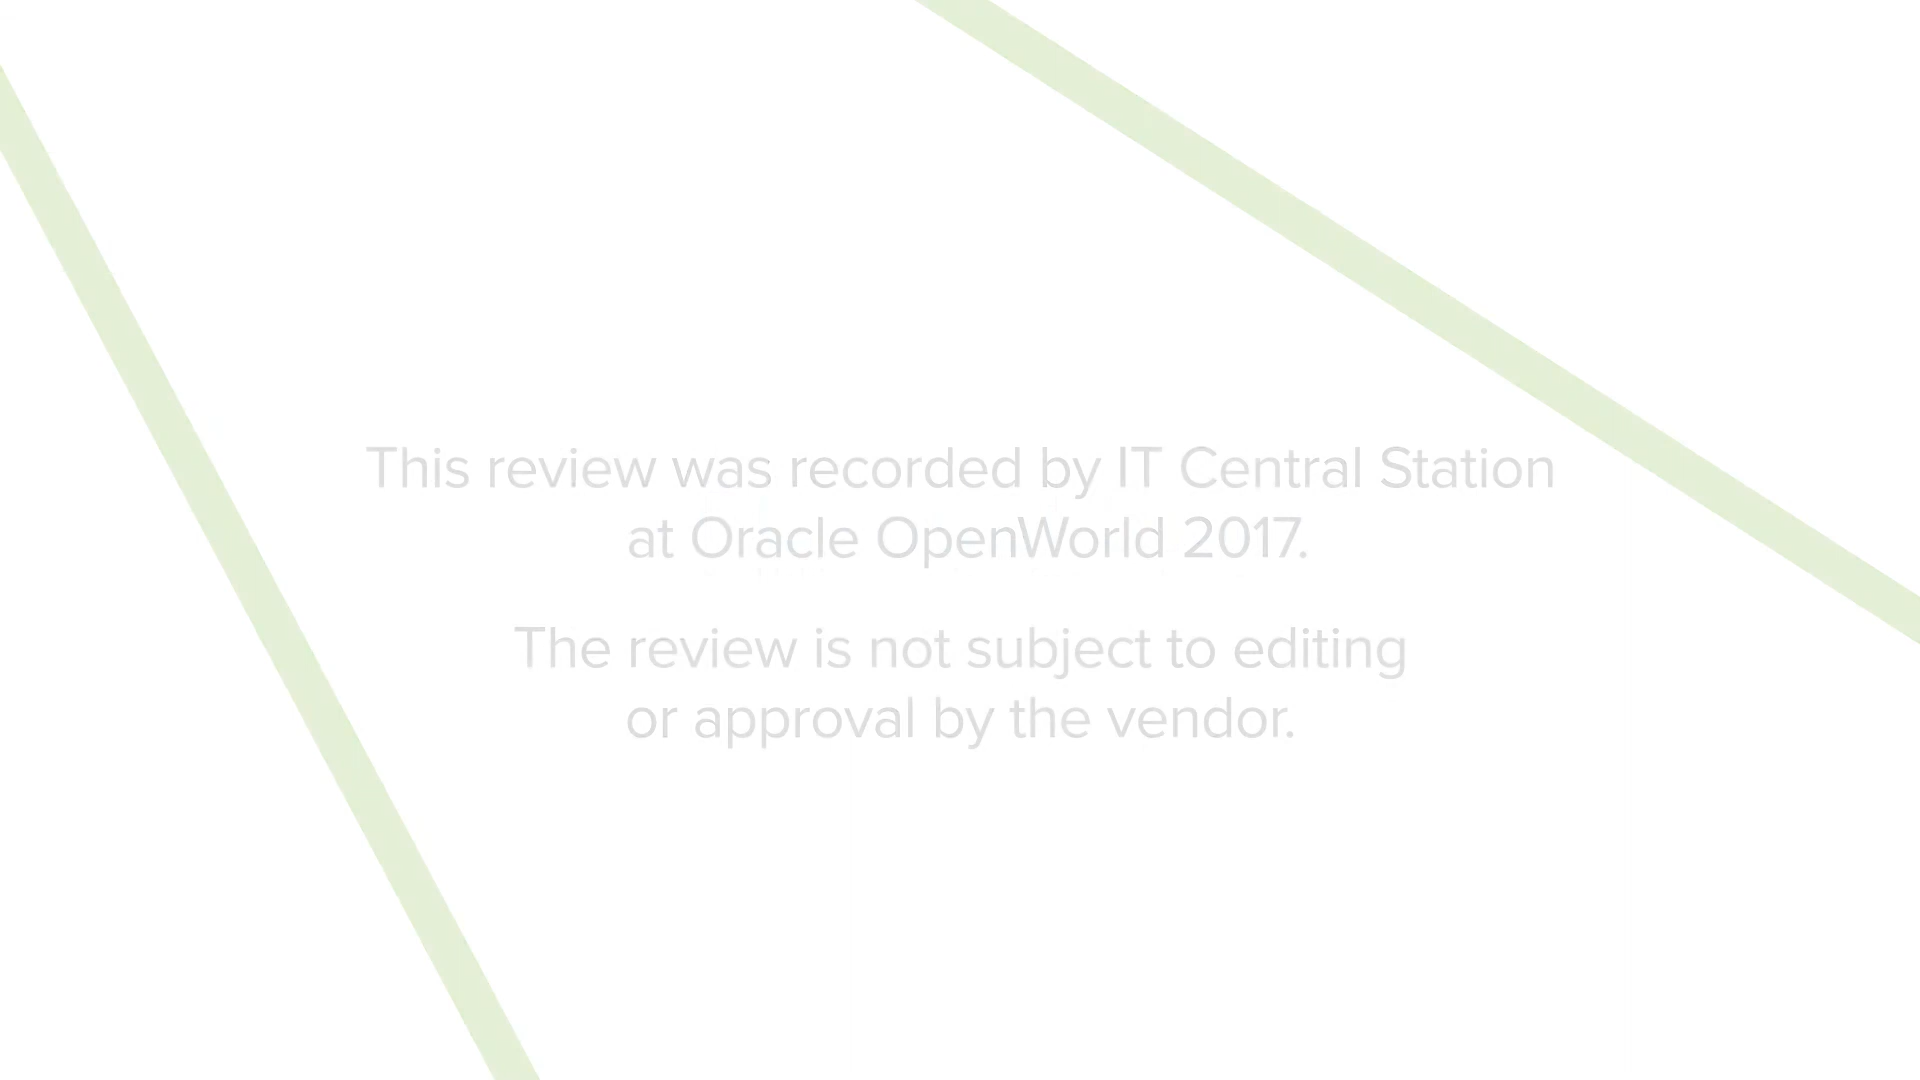 This review was recorded by IT Central Station
at Oracle OpenWorld 2017.
The review is not subject to editing
or approval by the vendor.